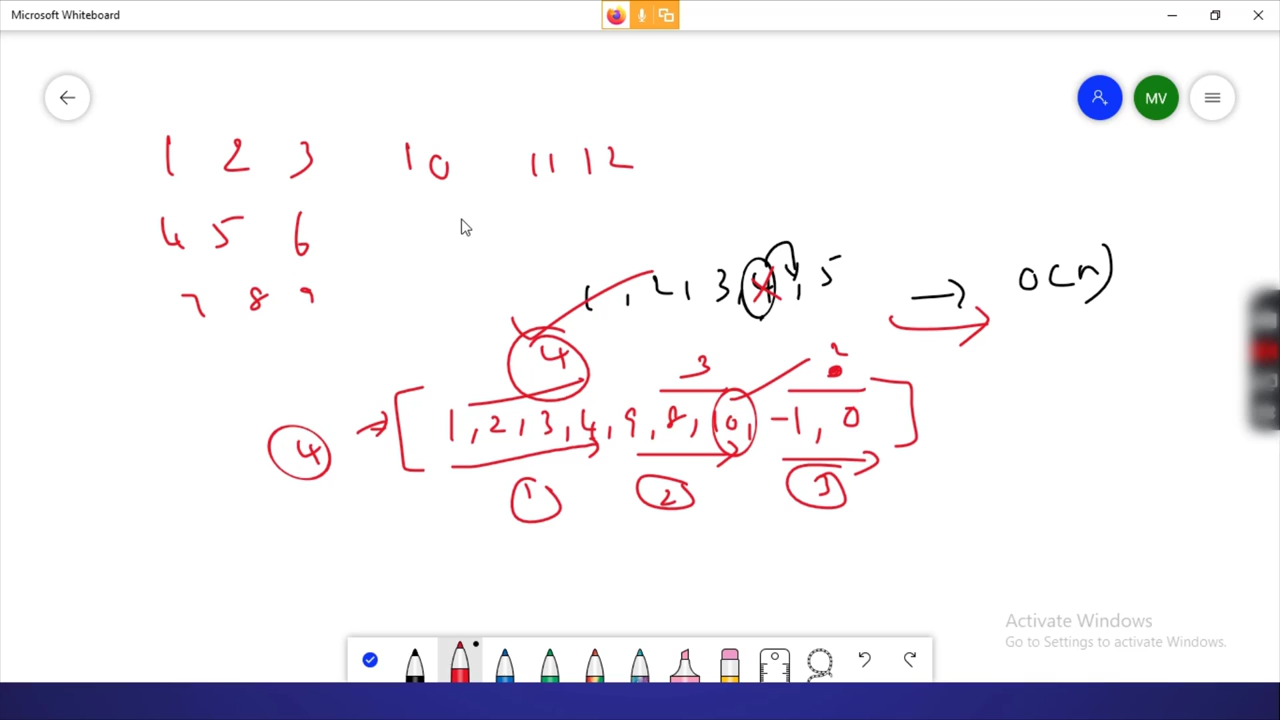 Microsoft Whiteboard
MV
1 2 3 10 11 12
4 5 6
7 8 9
1, 2, 3, 4, 5 → O(n)
4
3
2
4 → [1, 2, 3, 4, 9, 8, 10, -1, 0]
1 2 3
Activate Windows
Go to Settings to activate Windows.